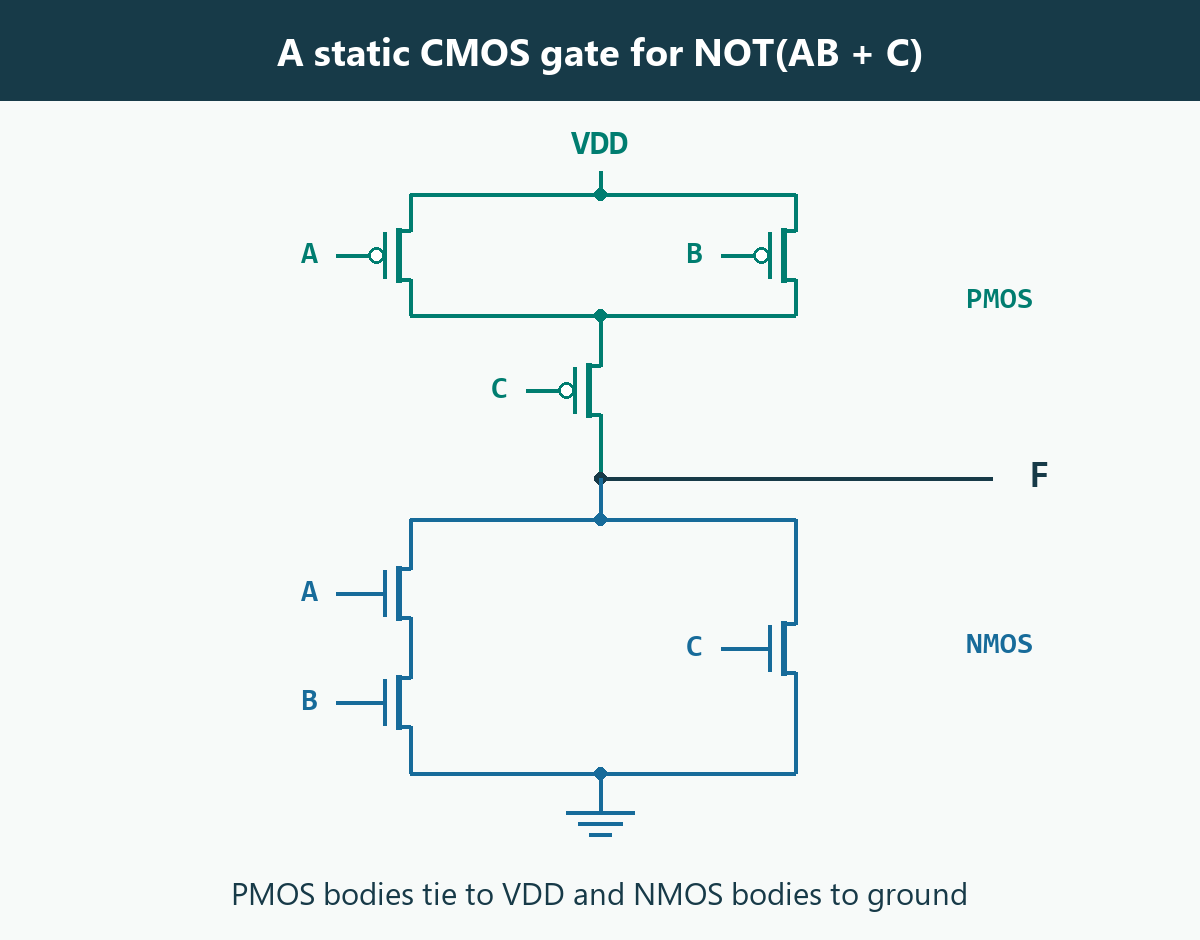 A static CMOS gate for NOT(AB + C)
VDD
A
B
PMOS
C
F
A
C
NMOS
B
PMOS bodies tie to VDD and NMOS bodies to ground